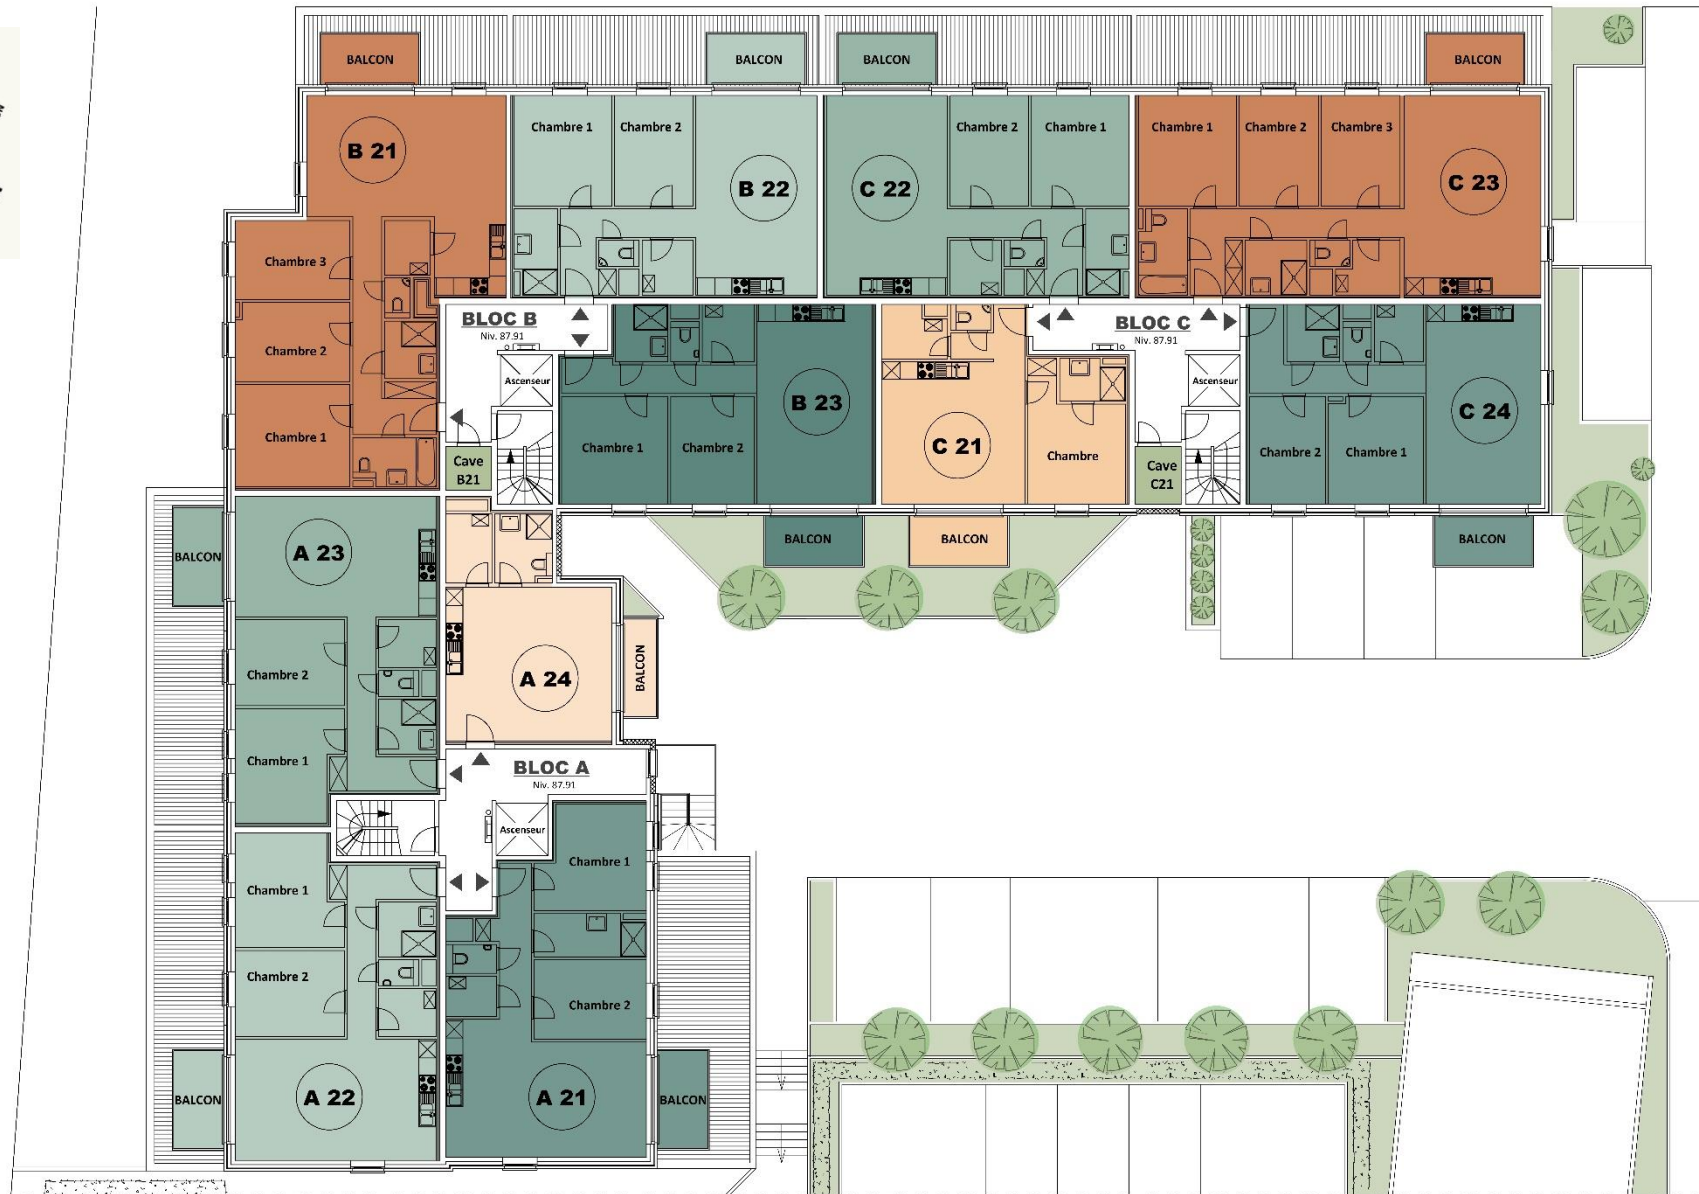 BALCON
BALCON
BALCON
BALCON
B 21
Chambre 1
Chambre 2
B 22
C 22
Chambre 2
Chambre 1
Chambre 1
Chambre 2
Chambre 3
C 23
Chambre 3
Chambre 2
Chambre 1
BLOC B
Niv. 87.91
Ascenseur
Cave
B21
Chambre 1
Chambre 2
B 23
C 21
Chambre
BLOC C
Niv. 87.91
Ascenseur
Cave
C21
Chambre 2
Chambre 1
C 24
BALCON
BALCON
BALCON
BALCON
A 23
Chambre 2
Chambre 1
A 24
BALCON
BLOC A
Niv. 87.91
Ascenseur
Chambre 1
Chambre 2
A 22
BALCON
Chambre 1
Chambre 2
A 21
BALCON